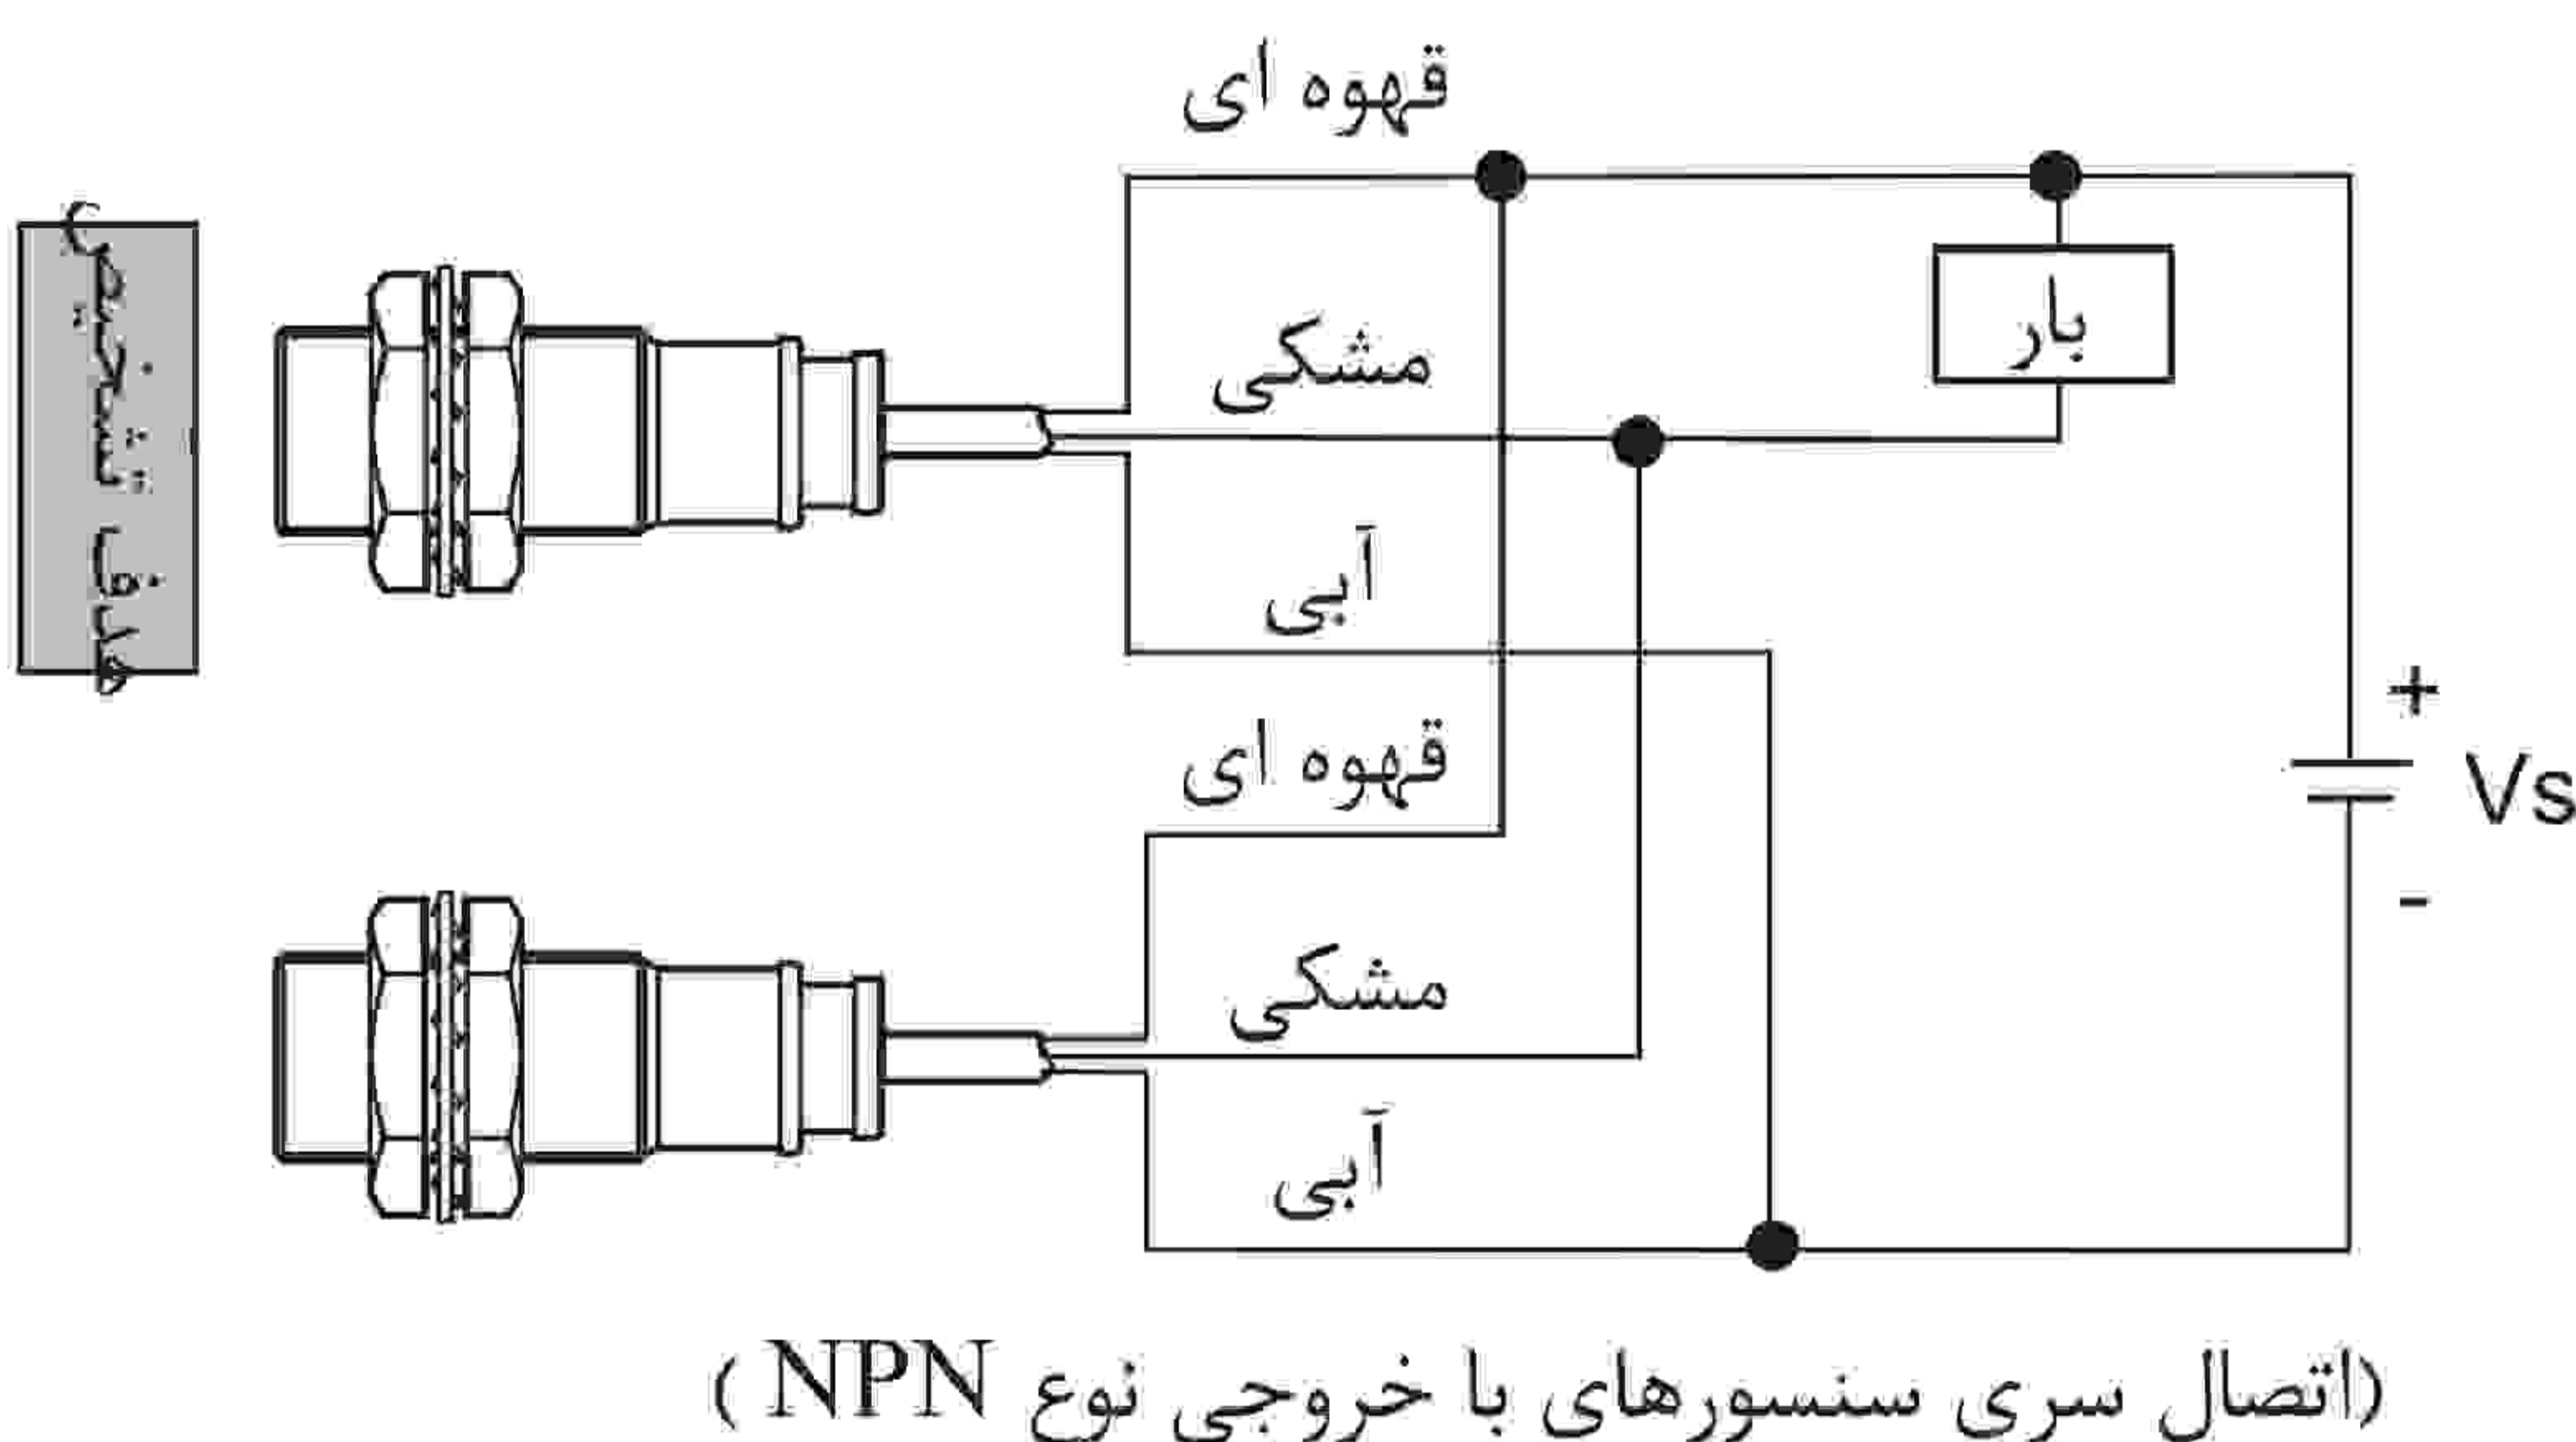 قهوه ای
مشکی
آبی
بار
هدف تشخیص
+
Vs
-
قهوه ای
مشکی
آبی
(اتصال سری سنسورهای با خروجی نوع NPN )